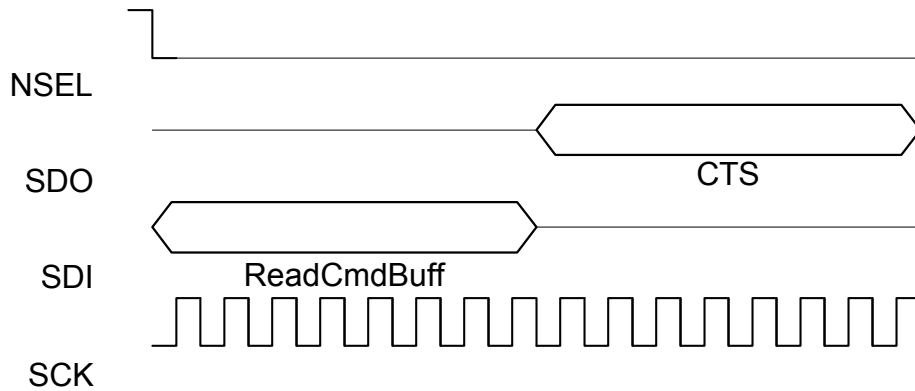 NSEL
SDO
CTS
SDI
ReadCmdBuff
SCK